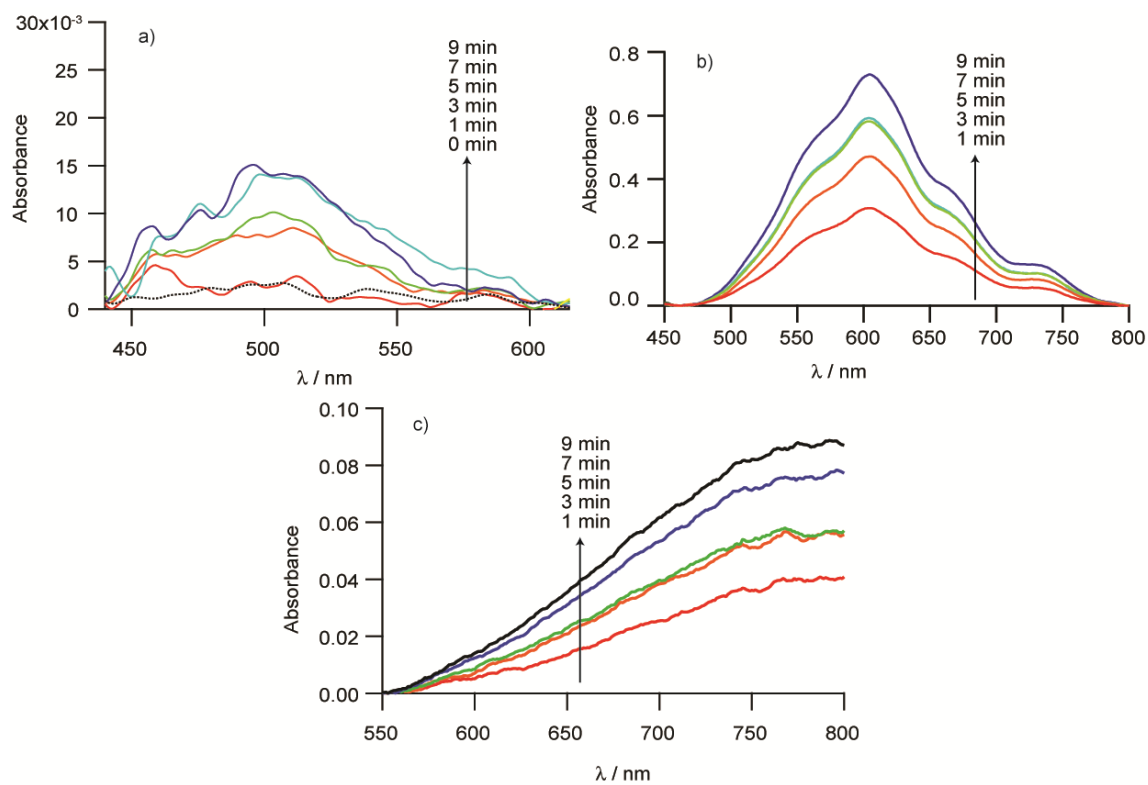 a)
30x10⁻³
25
20
15
10
5
0
Absorbance
9 min
7 min
5 min
3 min
1 min
0 min
450 500 550 600
λ / nm
b)
0.8
0.6
0.4
0.2
0.0
Absorbance
9 min
7 min
5 min
3 min
1 min
450 500 550 600 650 700 750 800
λ / nm
c)
0.10
0.08
0.06
0.04
0.02
0.00
Absorbance
9 min
7 min
5 min
3 min
1 min
550 600 650 700 750 800
λ / nm